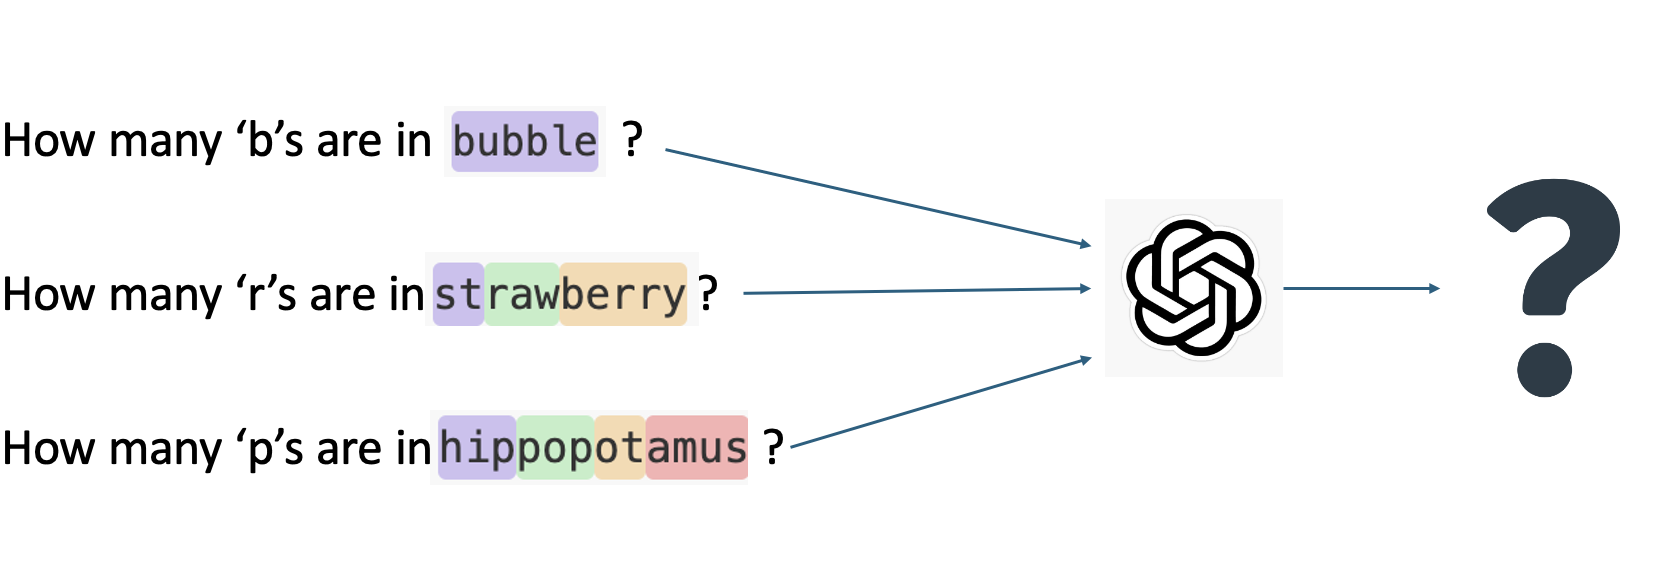 How many ‘b’s are in bubble ?
How many ‘r’s are in strawberry ?
How many ‘p’s are in hippopotamus ?
?